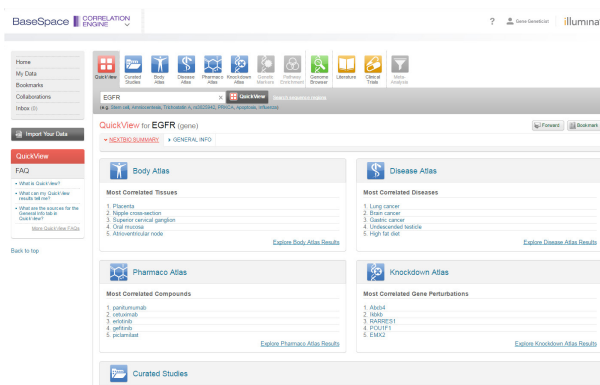 BaseSpace CORRELATION ENGINE
? Gene Geneticist illumina
Home
My Data
Bookmarks
Collaborations
Inbox (0)
Import Your Data
QuickView
FAQ
• What is QuickView?
• What can my QuickView results tell me?
• What are the sources for the General Info tab in QuickView?
More QuickView FAQs
Back to top
QuickView
Curated Studies
Body Atlas
Disease Atlas
Pharmaco Atlas
Knockdown Atlas
Genetic Markers
Pathway Enrichment
Genome Browser
Literature
Clinical Trials
Meta Analysis
EGFR × QuickView Search sequence regions
(e.g. Stem cell, Amlodomirate, Trichostatin A, rs2020942, PRKCA, Apoptosis, influenza)
QuickView for EGFR (gene)
Forward Bookmark
NEXTBIO SUMMARY GENERAL INFO
Body Atlas
Most Correlated Tissues
1. Placenta
2. Nipple cross-section
3. Superior cervical ganglion
4. Oral mucosa
5. Atrioventricular node
Explore Body Atlas Results
Disease Atlas
Most Correlated Diseases
1. Lung cancer
2. Brain cancer
3. Gastric cancer
4. Undescended testicle
5. High fat diet
Explore Disease Atlas Results
Pharmaco Atlas
Most Correlated Compounds
1. panitumumab
2. cetuximab
3. erlotinib
4. gefitinib
5. piclamilast
Explore Pharmaco Atlas Results
Knockdown Atlas
Most Correlated Gene Perturbations
1. Abds4
2. Ikbkb
3. RARRES1
4. POU1F1
5. EMX2
Explore Knockdown Atlas Results
Curated Studies